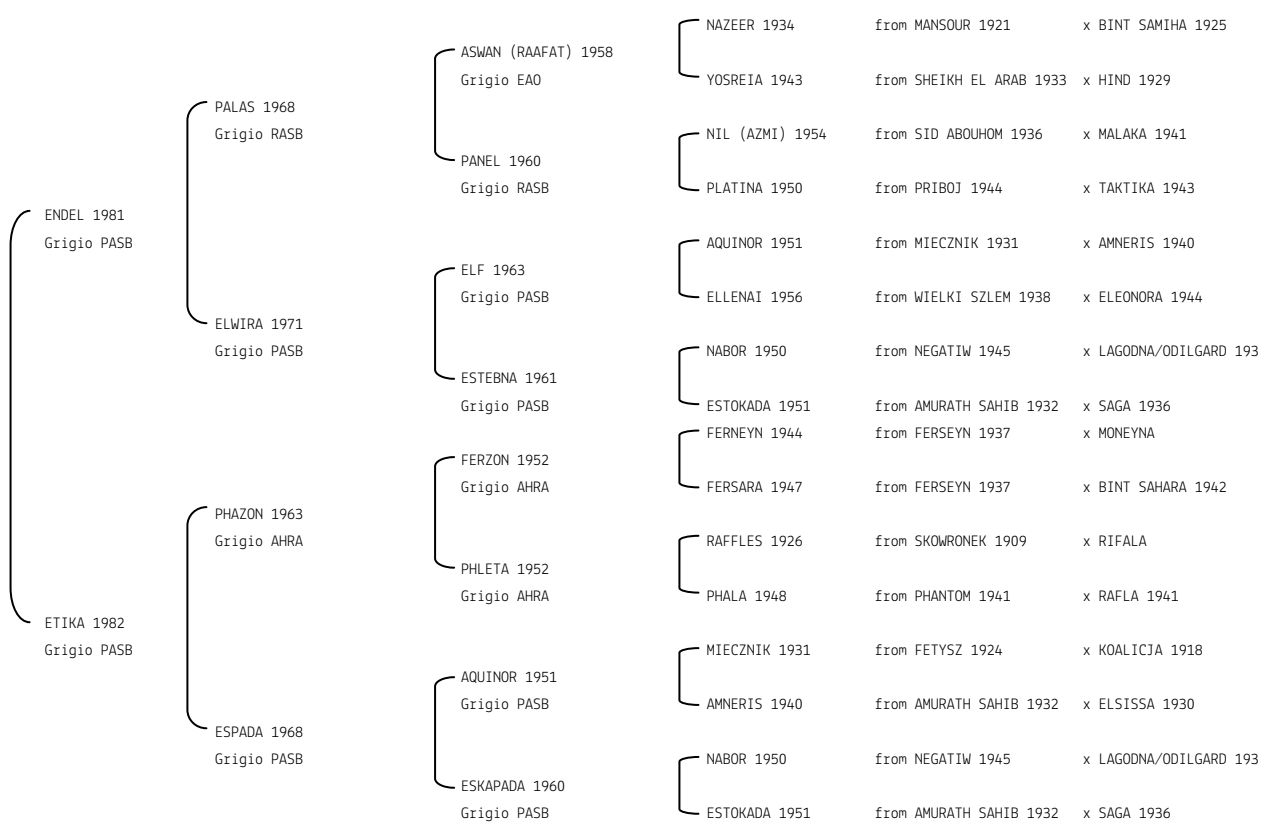 NAZEER 1934 from MANSOUR 1921 x BINT SAMIHA 1925
ASWAN (RAAFAT) 1958
Grigio EAO YOSREIA 1943 from SHEIKH EL ARAB 1933 x HIND 1929
PALAS 1968
Grigio RASB NIL (AZMI) 1954 from SID ABOUHOM 1936 x MALAKA 1941
PANEL 1960
Grigio RASB PLATINA 1950 from PRIBOJ 1944 x TAKTIKA 1943
ENDEL 1981
Grigio PASB AQUINOR 1951 from MIECZNIK 1931 x AMNERIS 1940
ELF 1963
Grigio PASB ELLENAI 1956 from WIELKI SZLEM 1938 x ELEONORA 1944
ELWIRA 1971
Grigio PASB NABOR 1950 from NEGATIW 1945 x LAGODNA/ODILGARD 193
ESTEBNA 1961
Grigio PASB ESTOKADA 1951 from AMURATH SAHIB 1932 x SAGA 1936
FERNEYN 1944 from FERSEYN 1937 x MONEYNA
FERZON 1952
Grigio AHRA FERSARA 1947 from FERSEYN 1937 x BINT SAHARA 1942
PHAZON 1963
Grigio AHRA RAFFLES 1926 from SKOWRONEK 1909 x RIFALA
PHLETA 1952
Grigio AHRA PHALA 1948 from PHANTOM 1941 x RAFLA 1941
ETIKA 1982
Grigio PASB MIECZNIK 1931 from FETYSZ 1924 x KOALICJA 1918
AQUINOR 1951
Grigio PASB AMNERIS 1940 from AMURATH SAHIB 1932 x ELSISSA 1930
ESPADA 1968
Grigio PASB NABOR 1950 from NEGATIW 1945 x LAGODNA/ODILGARD 193
ESKAPADA 1960
Grigio PASB ESTOKADA 1951 from AMURATH SAHIB 1932 x SAGA 1936